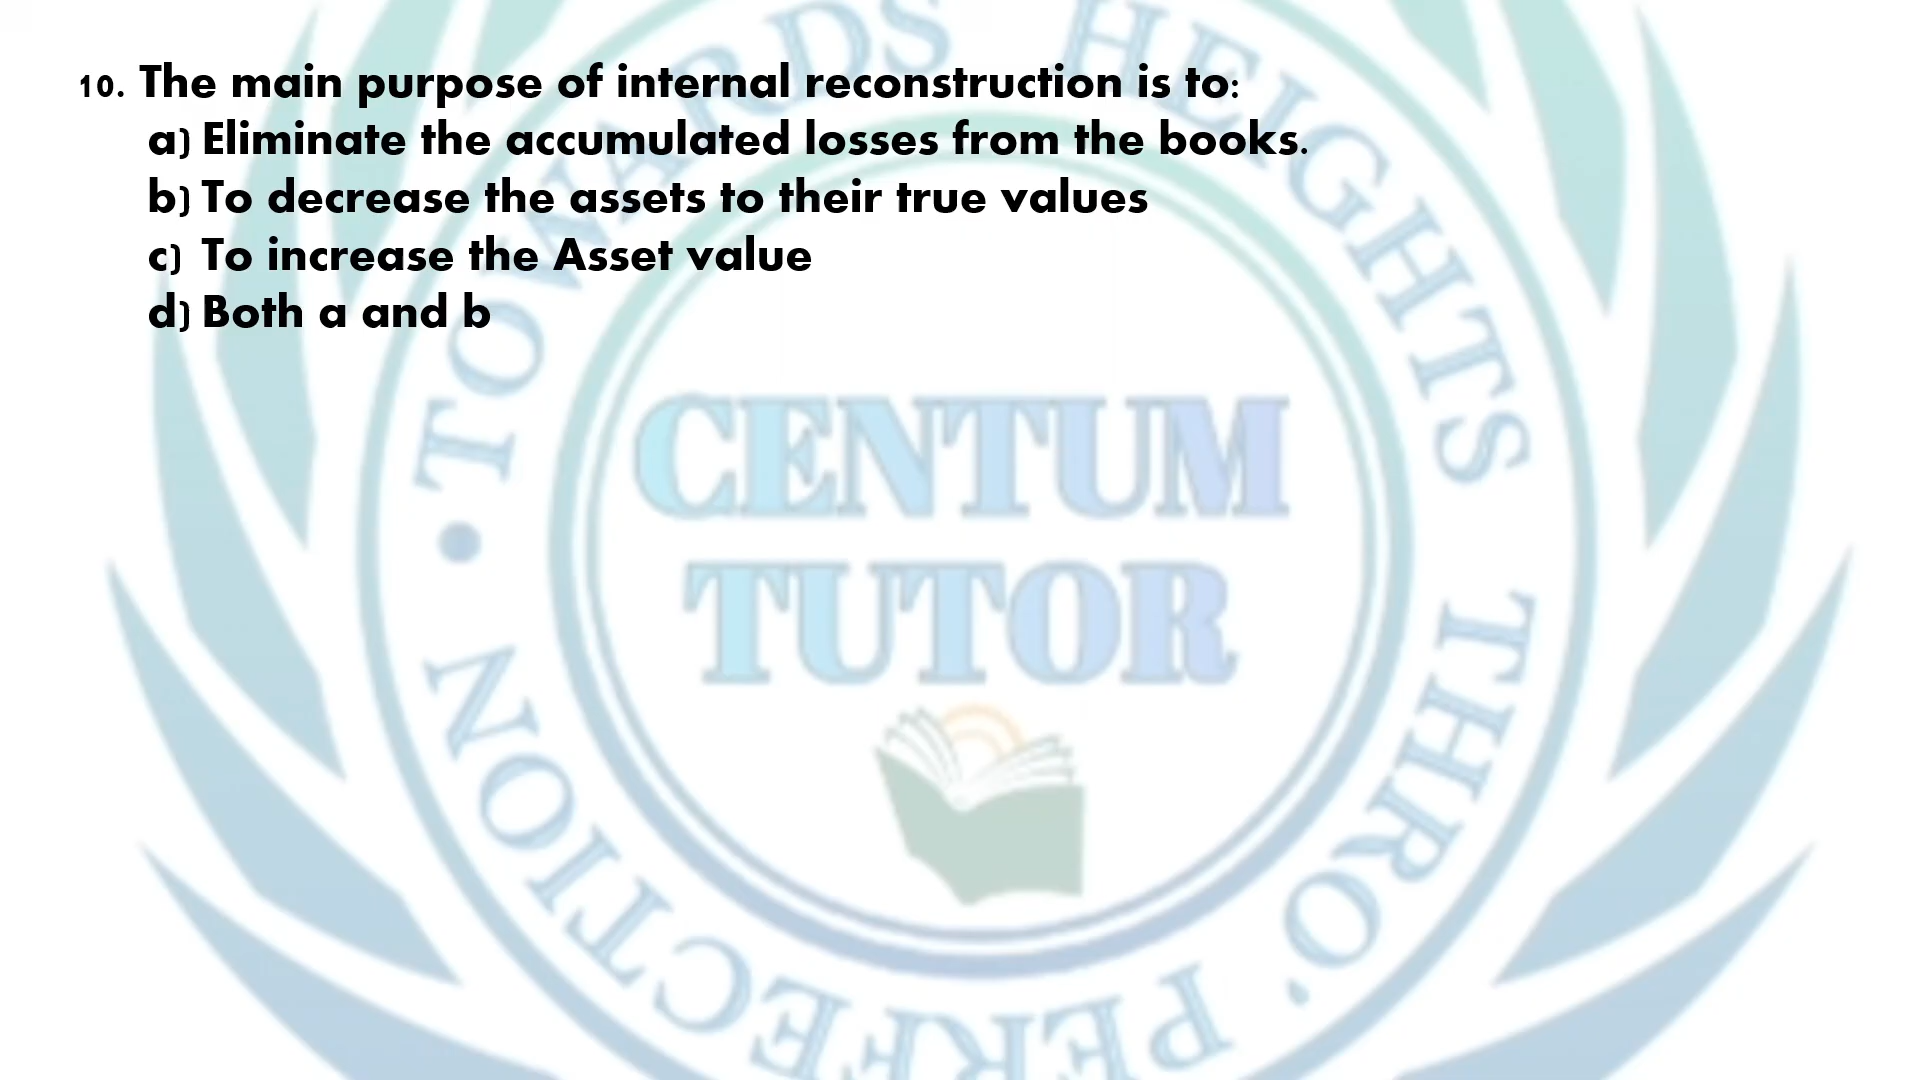 10. The main purpose of internal reconstruction is to:
a) Eliminate the accumulated losses from the books.
b) To decrease the assets to their true values
c) To increase the Asset value
d) Both a and b
TOWARDS HEIGHTS THRO' PERFECTION
CENTUM
TUTOR